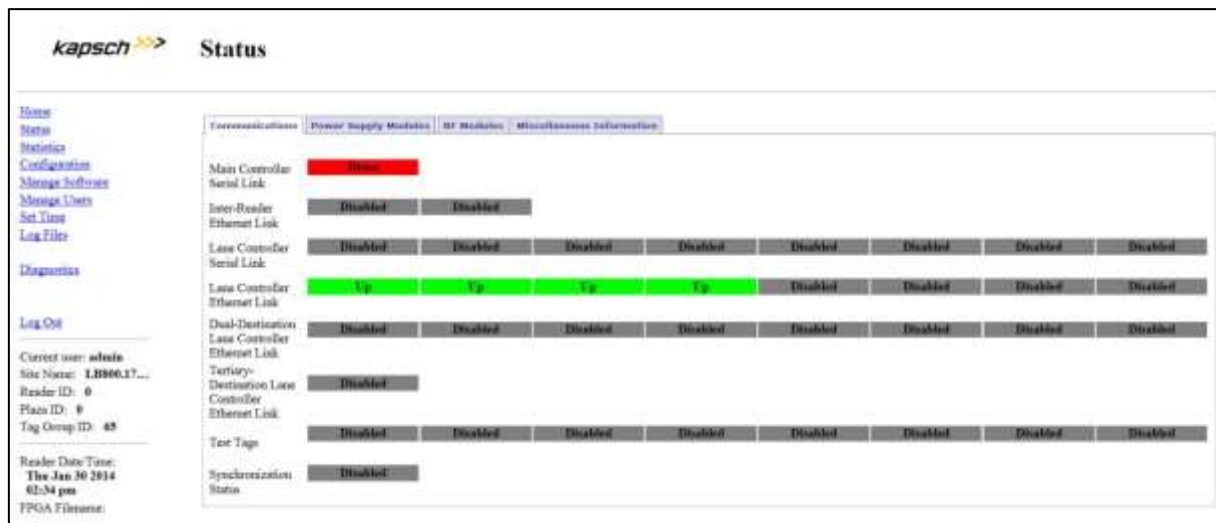 kapsch >>>
Status
Home
Status
Statistics
Configuration
Manage Software
Manage Users
Set Time
Log Files
Diagnostics
Log Out
Current user: admin
Site Name: LB800.17....
Reader ID: 0
Plaza ID: 0
Tag Group ID: 65
Reader Date/Time:
Thu Jan 30 2014
02:34 pm
FPGA Filename:
Communications Power Supply Modules RF Modules Miscellaneous Information
Main Controller
Serial Link
Inter-Reader Disabled Disabled
Ethernet Link
Lane Controller Disabled Disabled Disabled Disabled Disabled Disabled Disabled Disabled
Serial Link
Lane Controller Up Up Up Up Disabled Disabled Disabled Disabled
Ethernet Link
Dual-Destination Disabled Disabled Disabled Disabled Disabled Disabled Disabled Disabled
Lane Controller
Ethernet Link
Tertiary-
Destination Lane Disabled
Controller
Ethernet Link
Test Tags Disabled Disabled Disabled Disabled Disabled Disabled Disabled Disabled
Synchronization Disabled
Status